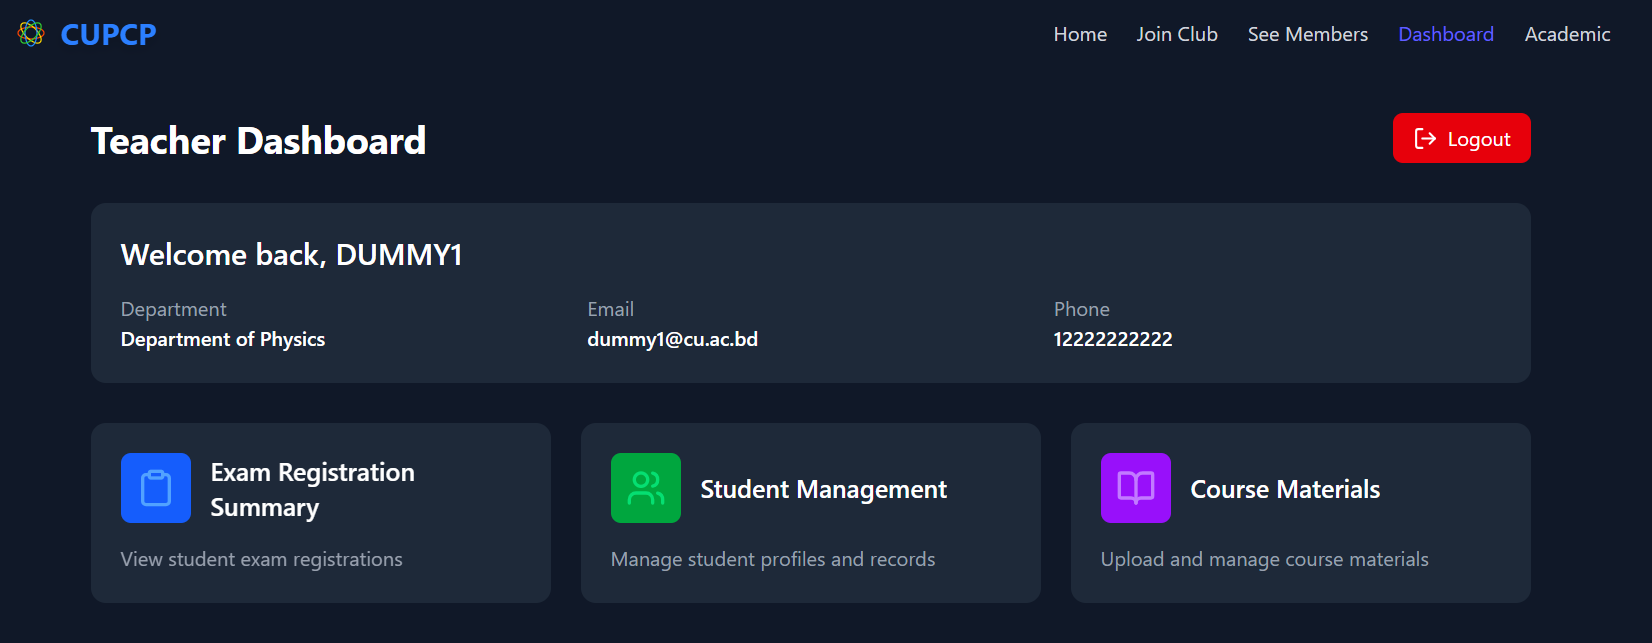 CUPCP
Home Join Club See Members Dashboard Academic
Teacher Dashboard
Logout
Welcome back, DUMMY1
Department Email Phone
Department of Physics dummy1@cu.ac.bd 12222222222
Exam Registration
Summary
View student exam registrations
Student Management
Manage student profiles and records
Course Materials
Upload and manage course materials